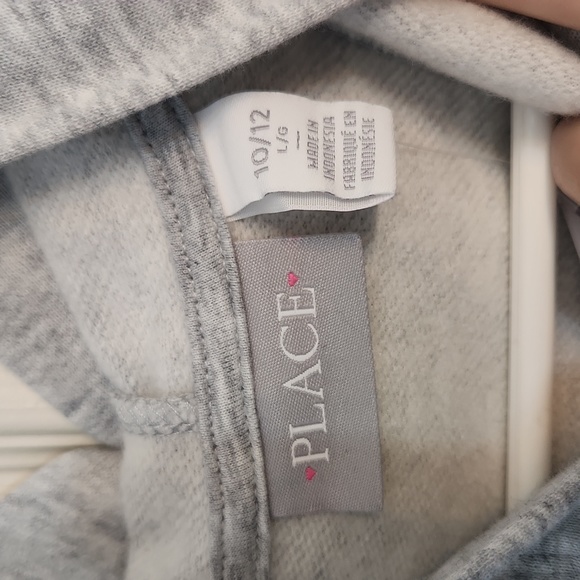 10/12
L/G
—
MADE IN
INDONESIA
FABRIQUÉ EN
INDONÉSIE
PLACE